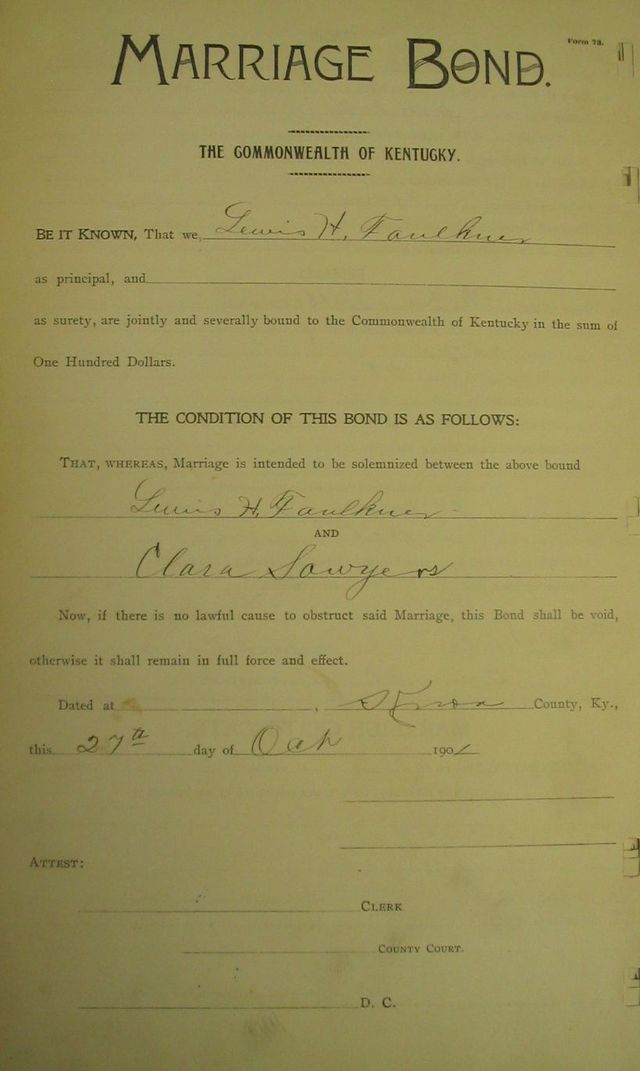 Form 73.
MARRIAGE BOND.
THE COMMONWEALTH OF KENTUCKY.
BE IT KNOWN, That we, Lewis H. Faulkner
as principal, and
as surety, are jointly and severally bound to the Commonwealth of Kentucky in the sum of
One Hundred Dollars.
THE CONDITION OF THIS BOND IS AS FOLLOWS:
THAT, WHEREAS, Marriage is intended to be solemnized between the above bound
Lewis H. Faulkner
AND
Clara Sawyers
Now, if there is no lawful cause to obstruct said Marriage, this Bond shall be void,
otherwise it shall remain in full force and effect.
Dated at , Knox County, Ky.,
this 27th day of Oct 1901
ATTEST:
CLERK
COUNTY COURT.
D. C.